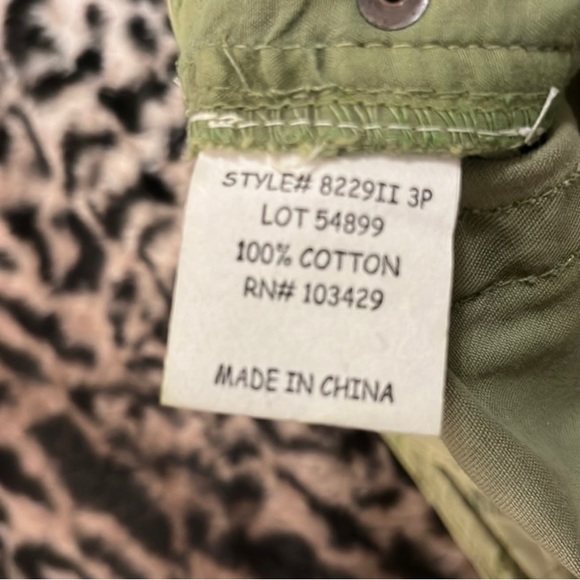 STYLE# 8229II 3P
LOT 54899
100% COTTON
RN# 103429
MADE IN CHINA